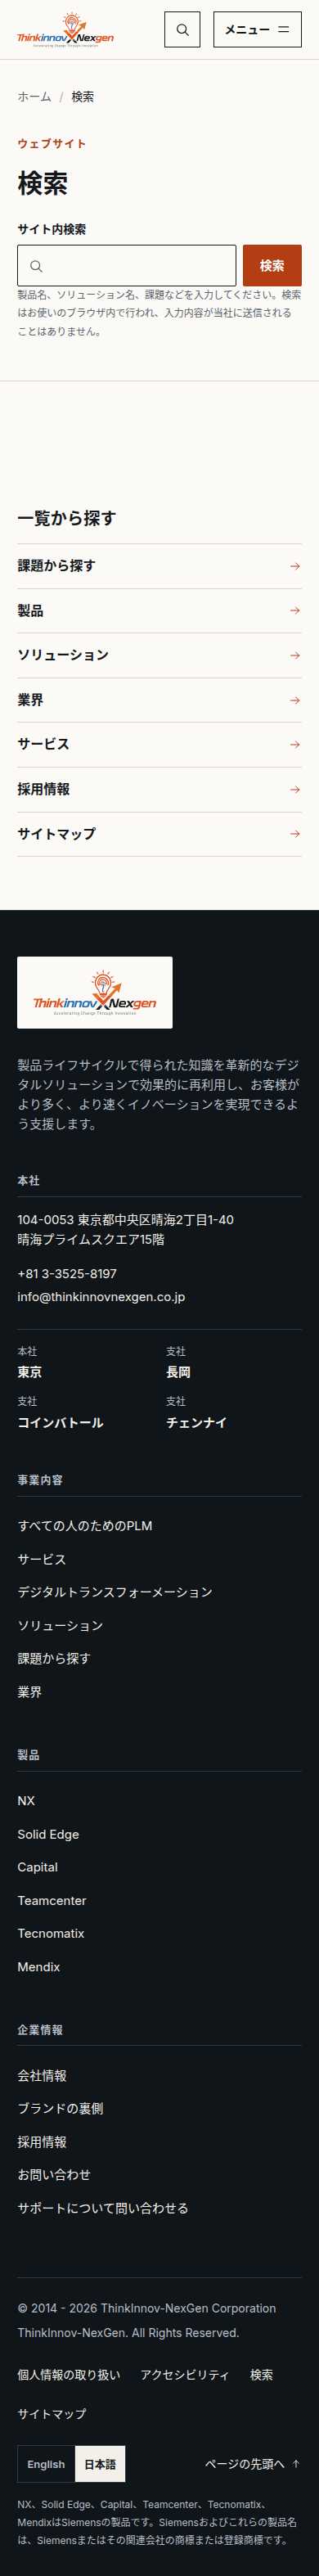 ThinkinnovNexgen
Accelerating Change Through Innovation
メニュー
ホーム / 検索
ウェブサイト
検索
サイト内検索
検索
製品名、ソリューション名、課題などを入力してください。検索
はお使いのブラウザ内で行われ、入力内容が当社に送信される
ことはありません。
一覧から探す
課題から探す
製品
ソリューション
業界
サービス
採用情報
サイトマップ
ThinkinnovNexgen
Accelerating Change Through Innovation
製品ライフサイクルで得られた知識を革新的なデジ
タルソリューションで効果的に再利用し、お客様が
より多く、より速くイノベーションを実現できるよ
う支援します。
本社
104-0053 東京都中央区晴海2丁目1-40
晴海プライムスクエア15階
+81 3-3525-8197
info@thinkinnovnexgen.co.jp
本社 支社
東京 長岡
支社 支社
コインバトール チェンナイ
事業内容
すべての人のためのPLM
サービス
デジタルトランスフォーメーション
ソリューション
課題から探す
業界
製品
NX
Solid Edge
Capital
Teamcenter
Tecnomatix
Mendix
企業情報
会社情報
ブランドの裏側
採用情報
お問い合わせ
サポートについて問い合わせる
© 2014 - 2026 ThinkInnov-NexGen Corporation
ThinkInnov-NexGen. All Rights Reserved.
個人情報の取り扱い アクセシビリティ 検索
サイトマップ
English 日本語 ページの先頭へ ↑
NX、Solid Edge、Capital、Teamcenter、Tecnomatix、
MendixはSiemensの製品です。Siemensおよびこれらの製品名
は、Siemensまたはその関連会社の商標または登録商標です。